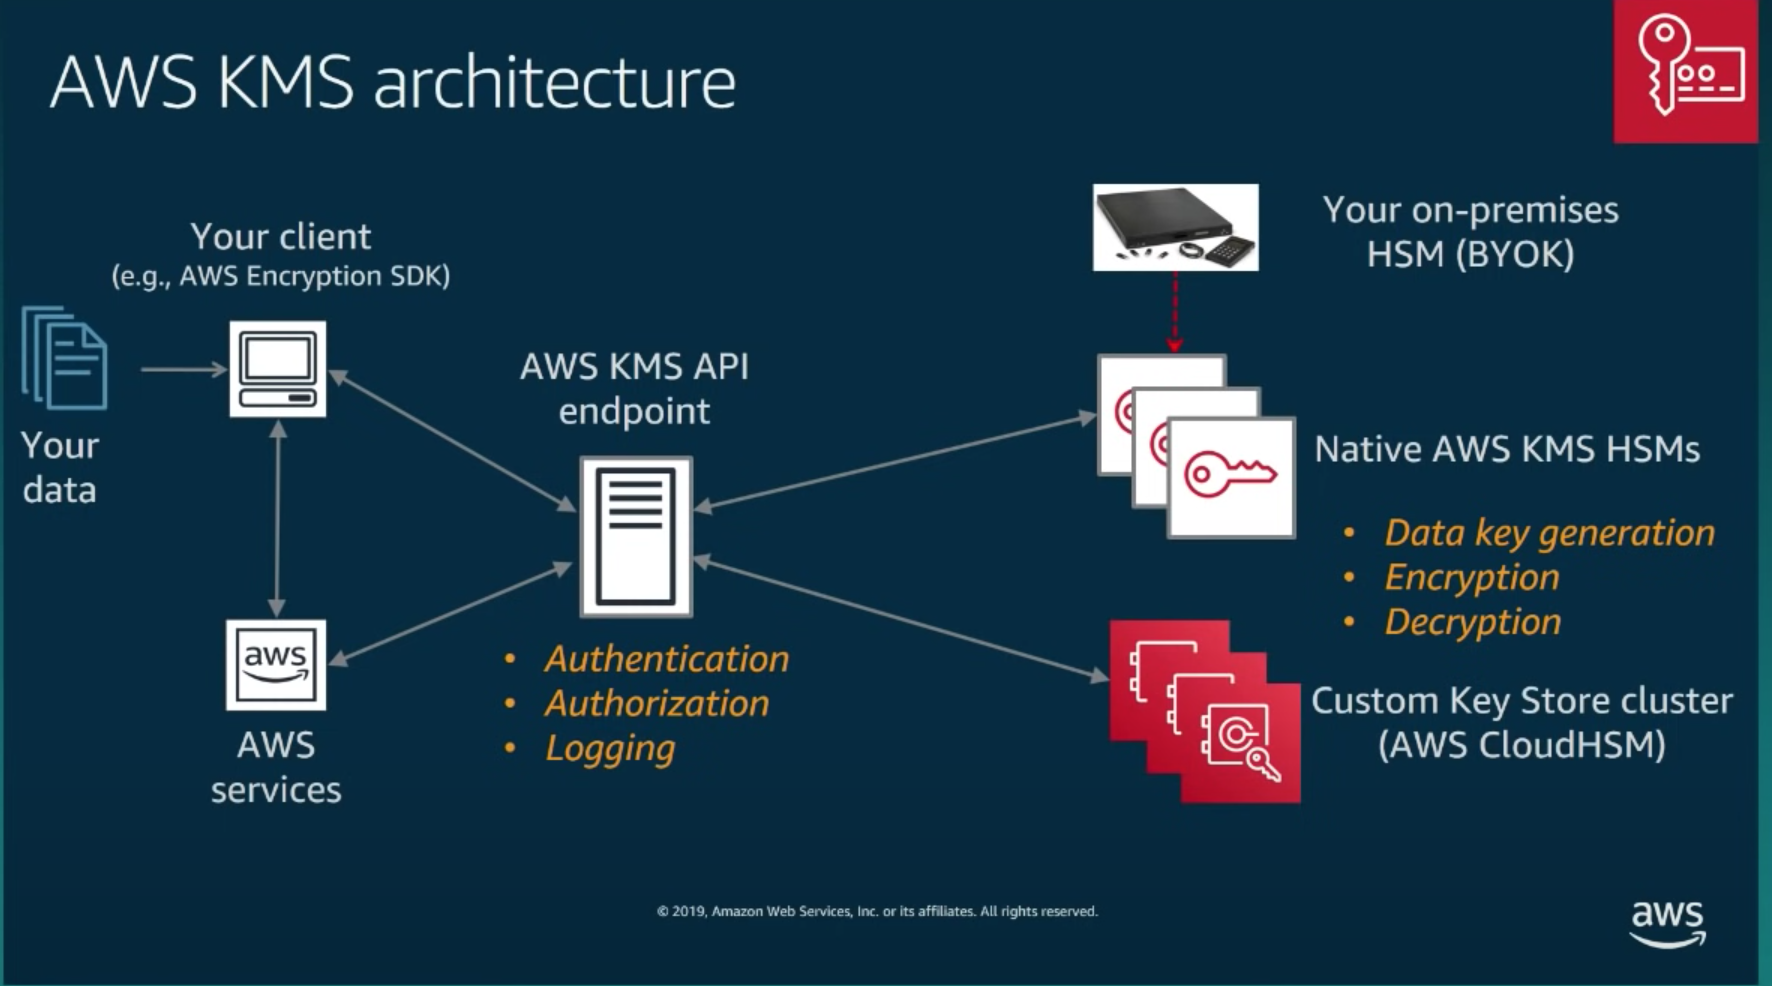 AWS KMS architecture
Your client
(e.g., AWS Encryption SDK)
Your
data
AWS KMS API
endpoint
• Authentication
• Authorization
• Logging
aws
AWS
services
Your on-premises
HSM (BYOK)
Native AWS KMS HSMs
• Data key generation
• Encryption
• Decryption
Custom Key Store cluster
(AWS CloudHSM)
© 2019, Amazon Web Services, Inc. or its affiliates. All rights reserved.
aws